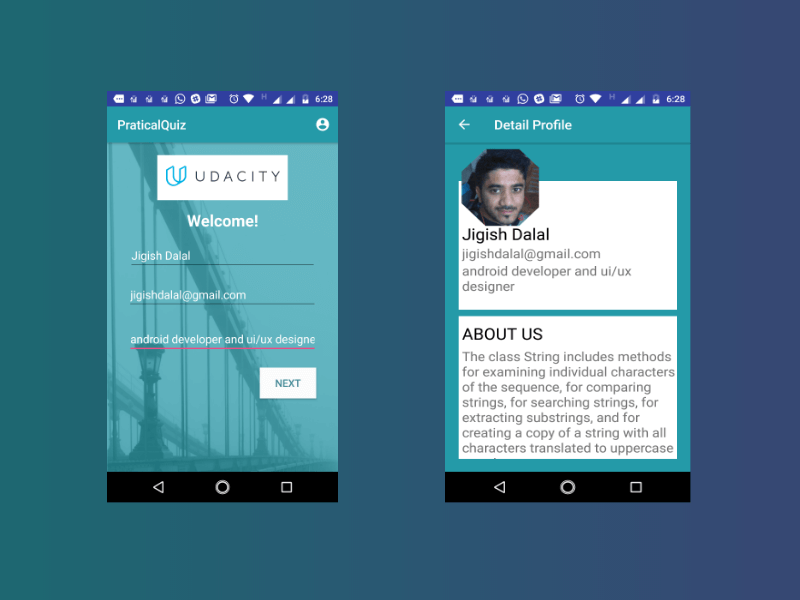 6:28
PraticalQuiz
UDACITY
Welcome!
Jigish Dalal
jigishdalal@gmail.com
android developer and ui/ux designe
NEXT
H
6:28
Detail Profile
Jigish Dalal
jigishdalal@gmail.com
android developer and ui/ux
designer
ABOUT US
The class String includes methods
for examining individual characters
of the sequence, for comparing
strings, for searching strings, for
extracting substrings, and for
creating a copy of a string with all
characters translated to uppercase